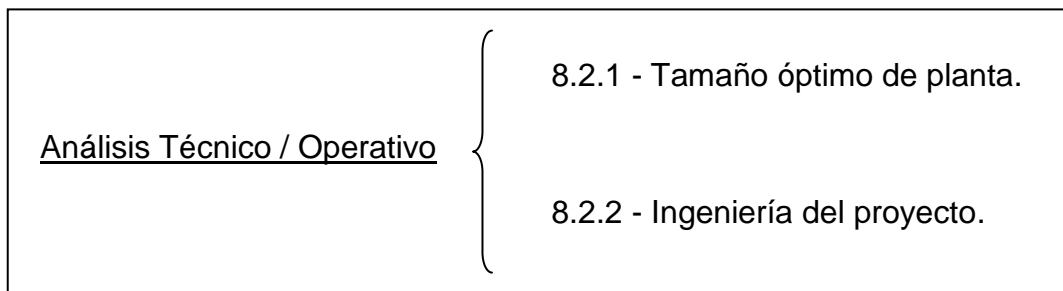 8.2.1 - Tamaño óptimo de planta.
Análisis Técnico / Operativo
8.2.2 - Ingeniería del proyecto.